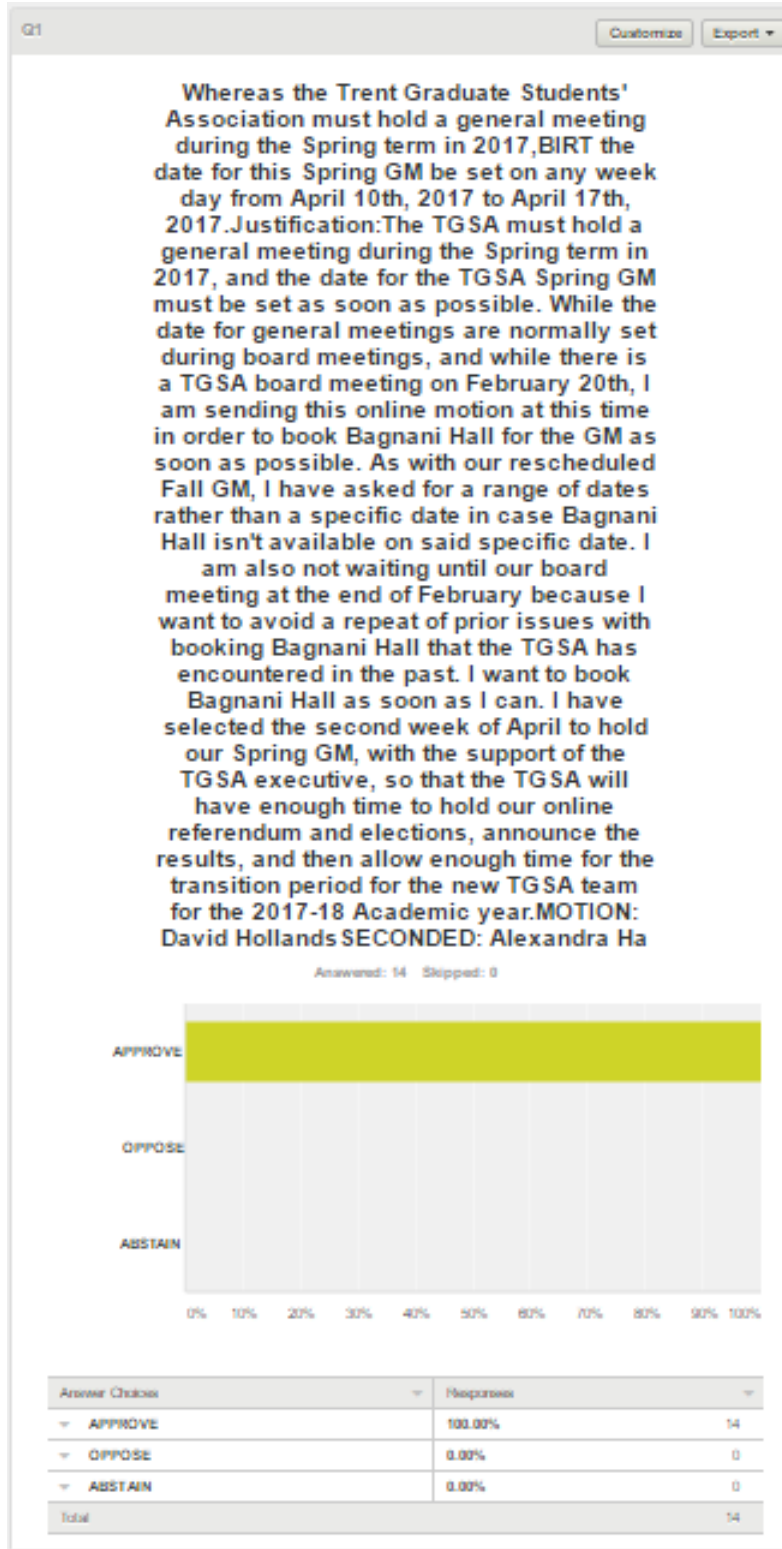 Q1
Customize Export
Whereas the Trent Graduate Students'
Association must hold a general meeting
during the Spring term in 2017,BIRT the
date for this Spring GM be set on any week
day from April 10th, 2017 to April 17th,
2017.Justification:The TGSA must hold a
general meeting during the Spring term in
2017, and the date for the TGSA Spring GM
must be set as soon as possible. While the
date for general meetings are normally set
during board meetings, and while there is
a TGSA board meeting on February 20th, I
am sending this online motion at this time
in order to book Bagnani Hall for the GM as
soon as possible. As with our rescheduled
Fall GM, I have asked for a range of dates
rather than a specific date in case Bagnani
Hall isn't available on said specific date. I
am also not waiting until our board
meeting at the end of February because I
want to avoid a repeat of prior issues with
booking Bagnani Hall that the TGSA has
encountered in the past. I want to book
Bagnani Hall as soon as I can. I have
selected the second week of April to hold
our Spring GM, with the support of the
TGSA executive, so that the TGSA will
have enough time to hold our online
referendum and elections, announce the
results, and then allow enough time for the
transition period for the new TGSA team
for the 2017-18 Academic year.MOTION:
David HollandsSECONDED: Alexandra Ha
Answered: 14 Skipped: 0
APPROVE
OPPOSE
ABSTAIN
0% 10% 20% 30% 40% 50% 60% 70% 80% 90% 100%
Answer Choices Responses
APPROVE 100.00% 14
OPPOSE 0.00% 0
ABSTAIN 0.00% 0
Total 14